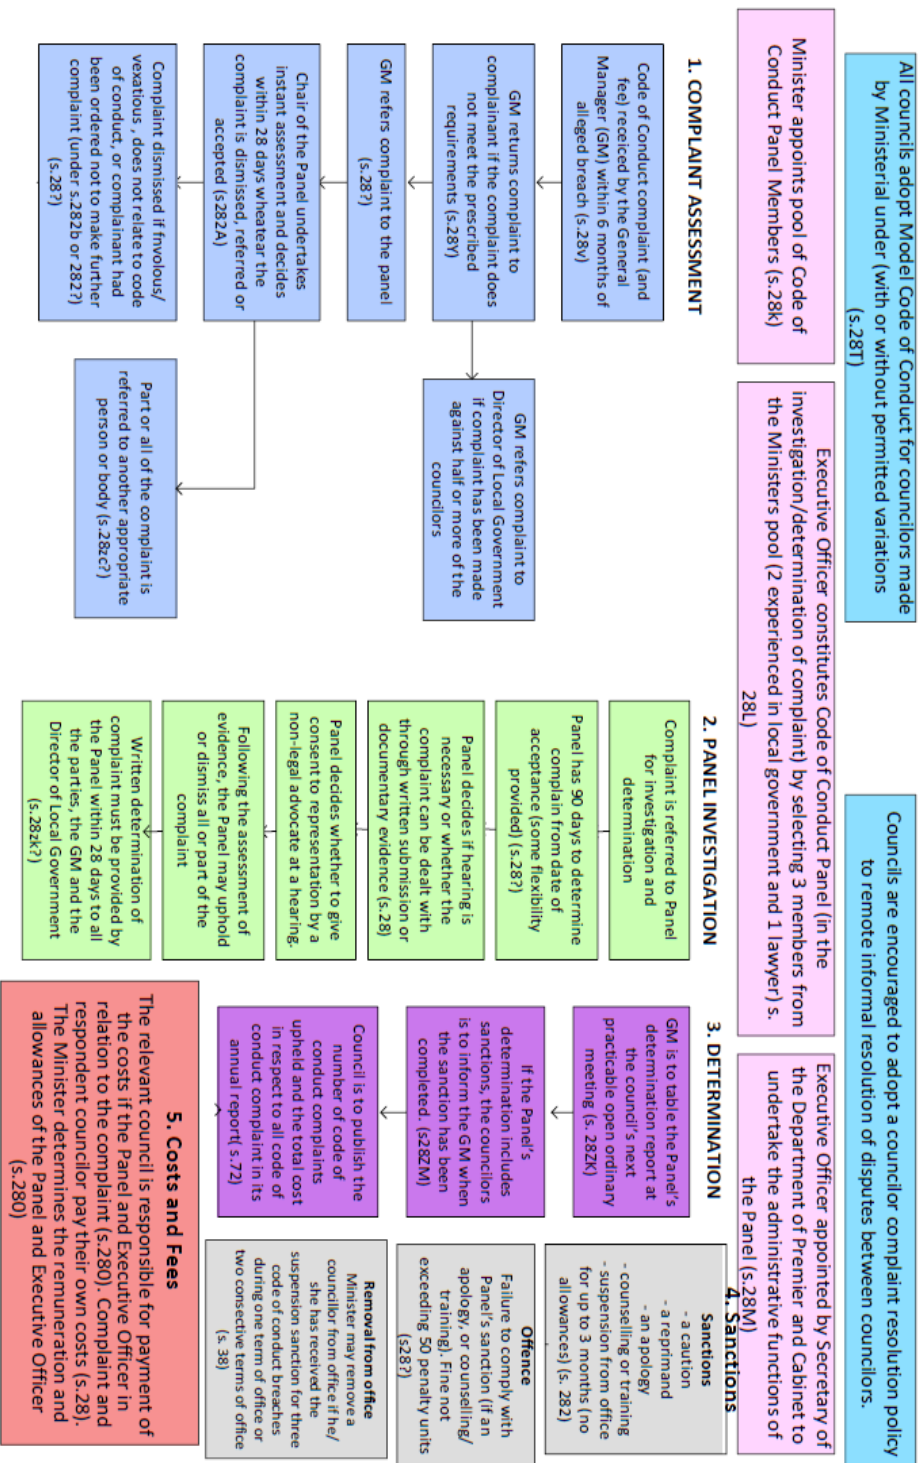 All councils adopt Model Code of Conduct for councilors made
by Ministerial under (with or without permitted variations
(s.28T)
Councils are encouraged to adopt a councilor complaint resolution policy
to remote informal resolution of disputes between councilors.
Minister appoints pool of Code of
Conduct Panel Members (s.28k)
Executive Officer constitutes Code of Conduct Panel (in the
investigation/determination of complaint) by selecting 3 members from
the Ministers pool (2 experienced in local government and 1 lawyer) s.
28L)
Executive Officer appointed by Secretary of
the Department of Premier and Cabinet to
undertake the administrative functions of
the Panel (s.28M)
1. COMPLAINT ASSESSMENT
Code of Conduct complaint (and
fee) receiced by the General
Manager (GM) within 6 months of
alleged breach (s.28v)
GM returns complaint to
complainant if the complaint does
not meet the prescribed
requirements (s.28Y)
GM refers complaint to
Director of Local Government
if complaint has been made
against half or more of the
councilors
GM refers complaint to the panel
(s.28?)
Chair of the Panel undertakes
instant assessment and decides
within 28 days wheatear the
complaint is dismissed, referred or
accepted (s282A)
Complaint dismissed if fnvolous/
vexatious , does not relate to code
of conduct, or complainant had
been ordered not to make further
complaint (under s.282b or 282?)
(s.28?)
Part or all of the complaint is
referred to another appropriate
person or body (s.28zc?)
2. PANEL INVESTIGATION
Complaint is referred to Panel
for investigation and
determination
Panel has 90 days to determine
complain from date of
acceptance (some flexibility
provided) (s.28?)
Panel decides if hearing is
necessary or whether the
complaint can be dealt with
through written submission or
documentary evidence (s.28)
Panel decides whether to give
consent to representation by a
non-legal advocate at a hearing.
Following the assessment of
evidence, the Panel may uphold
or dismiss all or part of the
complaint
Written determination of
complaint must be provided by
the Panel within 28 days to all
the parties, the GM and the
Director of Local Government
(s.28zk?)
3. DETERMINATION
GM is to table the Panel's
determination report at
the council's next
practicable open ordinary
meeting (s. 28ZK)
If the Panel's
determination includes
sanctions, the councilors
is to inform the GM when
the sanction has been
completed. (s28ZM)
Council is to publish the
number of code of
conduct complaints
upheld and the total cost
in respect to all code of
conduct complaint in its
annual report( s.72)
4. Sanctions
Sanctions
- a caution
- a reprimand
- an apology
- counselling or training
- suspension from office
for up to 3 months (no
allowances) (s. 282)
Offence
Failure to comply with
Panel's sanction (if an
apology, or counselling/
training). Fine not
exceeding 50 penalty units
(s28?)
Removal from office
Minister may remove a
councillor from office if he/
she has received the
suspension sanction for three
code of conduct breaches
during one term of office or
two consective terms of office
(s.38)
5. Costs and Fees
The relevant council is responsible for payment of
the costs if the Panel and Executive Officer in
relation to the complaint (s.280). Complaint and
respondent councilor pay their own costs (s.28).
The Minister determines the remuneration and
allowances of the Panel and Executive Officer
(s.280)